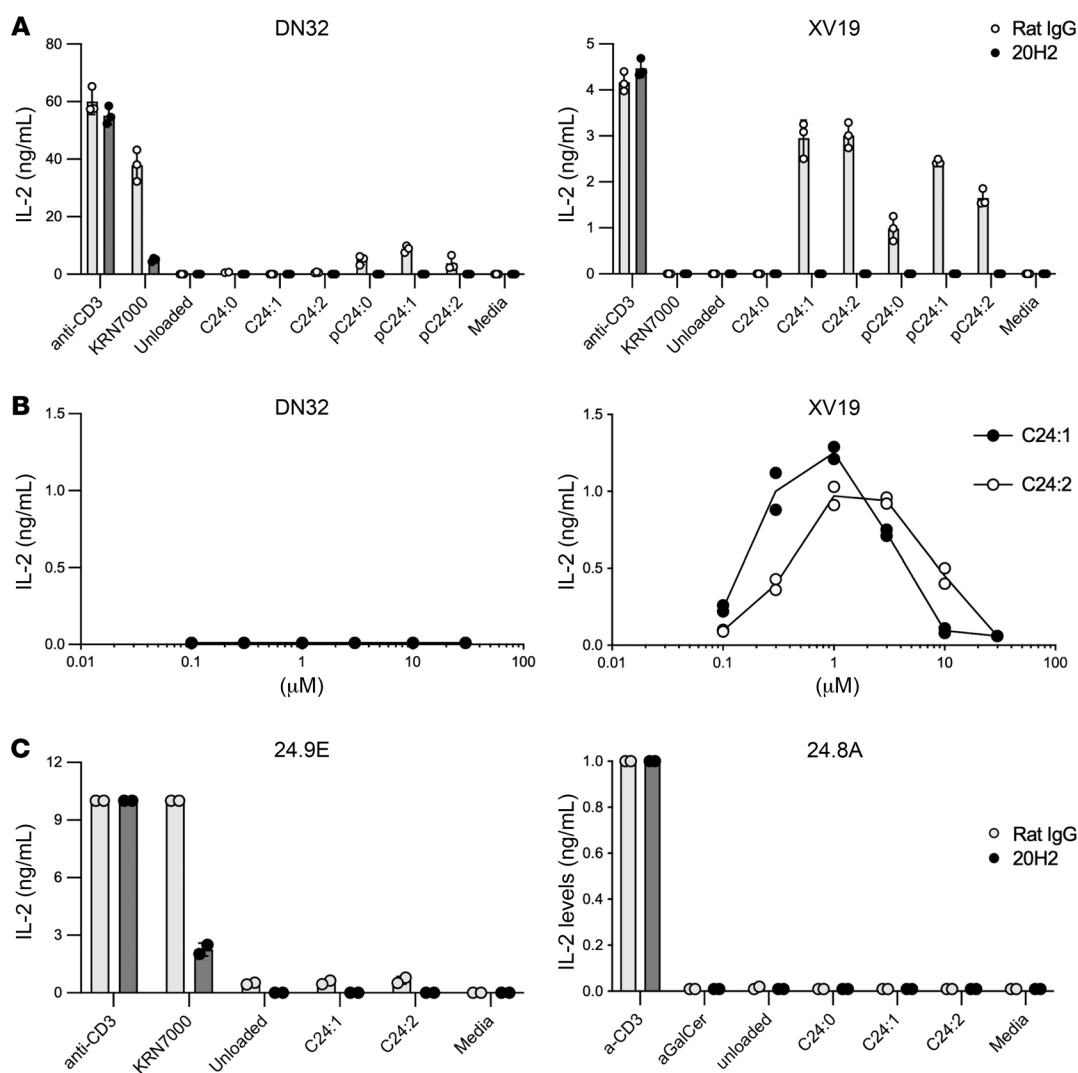 A
DN32
XV19
Rat IgG
20H2
IL-2 (ng/mL)
80
60
40
20
0
anti-CD3
KRN7000
Unloaded
C24:0
C24:1
C24:2
pC24:0
pC24:1
pC24:2
Media
IL-2 (ng/mL)
5
4
3
2
1
0
anti-CD3
KRN7000
Unloaded
C24:0
C24:1
C24:2
pC24:0
pC24:1
pC24:2
Media
B
DN32
XV19
C24:1
C24:2
IL-2 (ng/mL)
1.5
1.0
0.5
0.0
0.01
0.1
1
10
100
(μM)
IL-2 (ng/mL)
1.5
1.0
0.5
0.0
0.01
0.1
1
10
100
(μM)
C
24.9E
24.8A
Rat IgG
20H2
IL-2 (ng/mL)
12
9
6
3
0
anti-CD3
KRN7000
Unloaded
C24:1
C24:2
Media
IL-2 levels (ng/mL)
1.0
0.8
0.6
0.4
0.2
0.0
a-CD3
aGalCer
unloaded
C24:0
C24:1
C24:2
Media